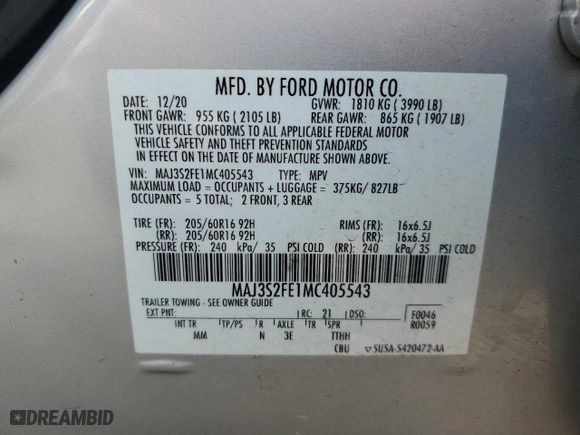 MFD. BY FORD MOTOR CO.
DATE: 12/20 GVWR: 1810 KG ( 3990 LB)
FRONT GAWR: 955 KG ( 2105 LB) REAR GAWR: 865 KG ( 1907 LB)
THIS VEHICLE CONFORMS TO ALL APPLICABLE FEDERAL MOTOR
VEHICLE SAFETY AND THEFT PREVENTION STANDARDS
IN EFFECT ON THE DATE OF MANUFACTURE SHOWN ABOVE.
VIN: MAJ3S2FE1MC405543 TYPE: MPV
MAXIMUM LOAD = OCCUPANTS + LUGGAGE = 375KG/ 827LB
OCCUPANTS = 5 TOTAL; 2 FRONT, 3 REAR
TIRE (FR): 205/60R16 92H RIMS (FR): 16x6.5J
(RR): 205/60R16 92H (RR): 16x6.5J
PRESSURE (FR): 240 kPa/ 35 PSI COLD (RR): 240 kPa/ 35 PSI COLD
MAJ3S2FE1MC405543
TRAILER TOWING - SEE OWNER GUIDE
EXT PNT: RC: 21 DSO: F0046
R0059
INT TR TP/PS R AXLE TR SPR
MM N 3E TTHH
CBU 5U5A-5420472-AA
DREAMBID